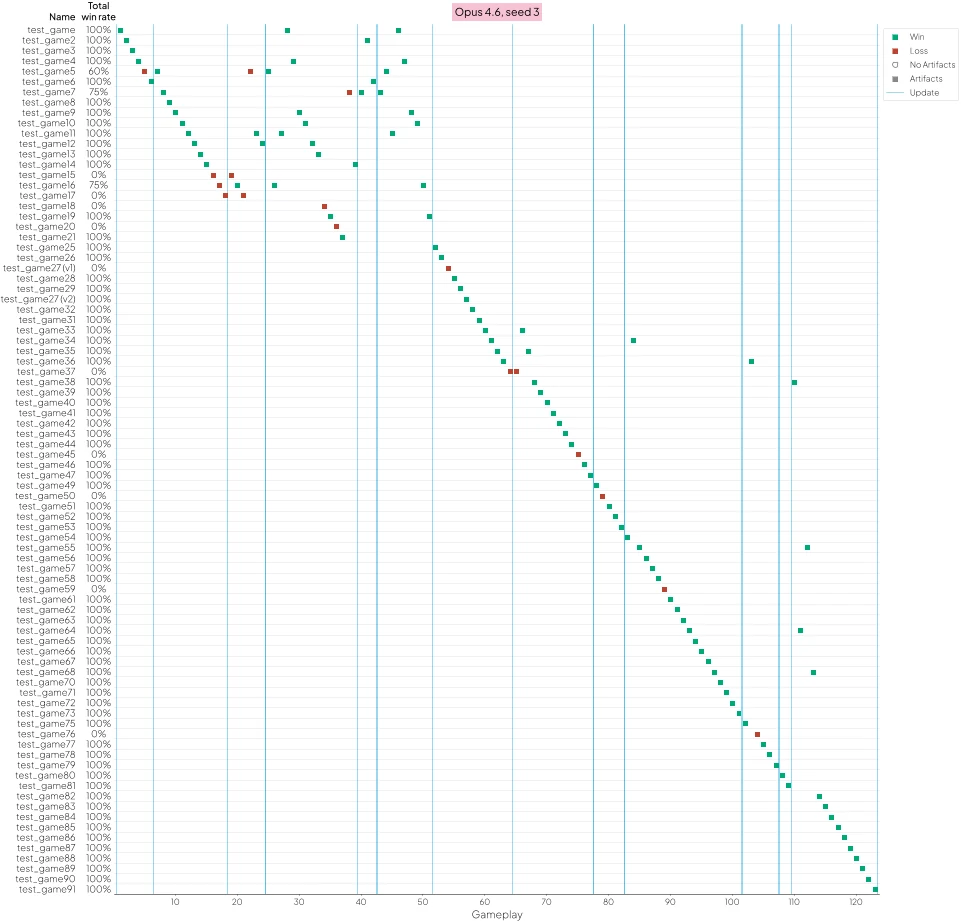 Opus 4.6, seed 3
Total
Name win rate
test_game 100%
test_game2 100%
test_game3 100%
test_game4 100%
test_game5 60%
test_game6 100%
test_game7 75%
test_game8 100%
test_game9 100%
test_game10 100%
test_game11 100%
test_game12 100%
test_game13 100%
test_game14 100%
test_game15 0%
test_game16 75%
test_game17 0%
test_game18 0%
test_game19 100%
test_game20 0%
test_game21 100%
test_game25 100%
test_game26 100%
test_game27 (v1) 0%
test_game28 100%
test_game29 100%
test_game27 (v2) 100%
test_game32 100%
test_game31 100%
test_game33 100%
test_game34 100%
test_game35 100%
test_game36 100%
test_game37 0%
test_game38 100%
test_game39 100%
test_game40 100%
test_game41 100%
test_game42 100%
test_game43 100%
test_game44 100%
test_game45 0%
test_game46 100%
test_game47 100%
test_game49 100%
test_game50 0%
test_game51 100%
test_game52 100%
test_game53 100%
test_game54 100%
test_game55 100%
test_game56 100%
test_game57 100%
test_game58 100%
test_game59 0%
test_game61 100%
test_game62 100%
test_game63 100%
test_game64 100%
test_game65 100%
test_game66 100%
test_game67 100%
test_game68 100%
test_game70 100%
test_game71 100%
test_game72 100%
test_game73 100%
test_game75 100%
test_game76 0%
test_game77 100%
test_game78 100%
test_game79 100%
test_game80 100%
test_game81 100%
test_game82 100%
test_game83 100%
test_game84 100%
test_game85 100%
test_game86 100%
test_game87 100%
test_game88 100%
test_game89 100%
test_game90 100%
test_game91 100%
10 20 30 40 50 60 70 80 90 100 110 120
Gameplay
Win
Loss
No Artifacts
Artifacts
Update